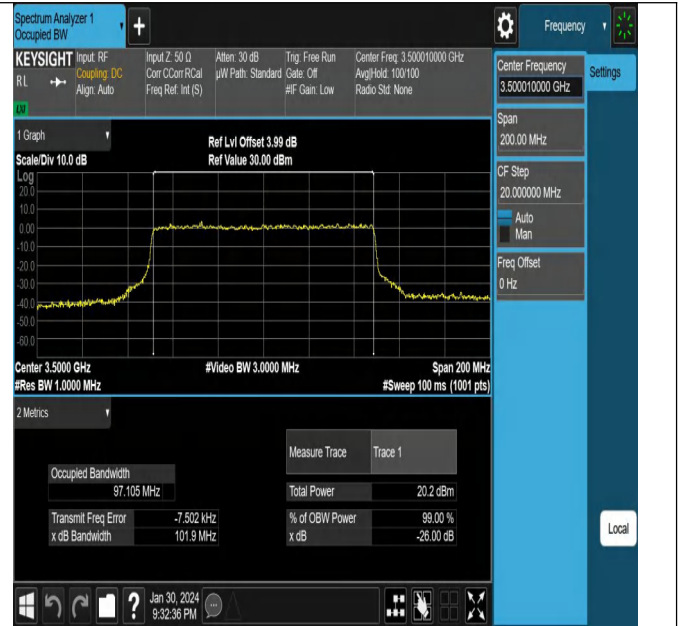 Spectrum Analyzer 1
Occupied BW
+
Frequency
KEYSIGHT
RL
LXI
Input: RF
Coupling: DC
Align: Auto
Input Z: 50 Ω
Corr CCorr RCal
Freq Ref: Int (S)
Atten: 30 dB
µW Path: Standard
Trig: Free Run
Gate: Off
#IF Gain: Low
Center Freq: 3.500010000 GHz
Avg|Hold: 100/100
Radio Std: None
Center Frequency
3.500010000 GHz
Settings
Span
200.00 MHz
CF Step
20.000000 MHz
Auto
Man
Freq Offset
0 Hz
1 Graph
Scale/Div 10.0 dB
Ref Lvl Offset 3.99 dB
Ref Value 30.00 dBm
Log
20.0
10.0
0.00
-10.0
-20.0
-30.0
-40.0
-50.0
-60.0
Center 3.5000 GHz
#Res BW 1.0000 MHz
#Video BW 3.0000 MHz
Span 200 MHz
#Sweep 100 ms (1001 pts)
2 Metrics
Measure Trace Trace 1
Occupied Bandwidth
97.105 MHz
Total Power 20.2 dBm
Transmit Freq Error -7.502 kHz
% of OBW Power 99.00 %
x dB Bandwidth 101.9 MHz
x dB -26.00 dB
Local
?
Jan 30, 2024
9:32:36 PM